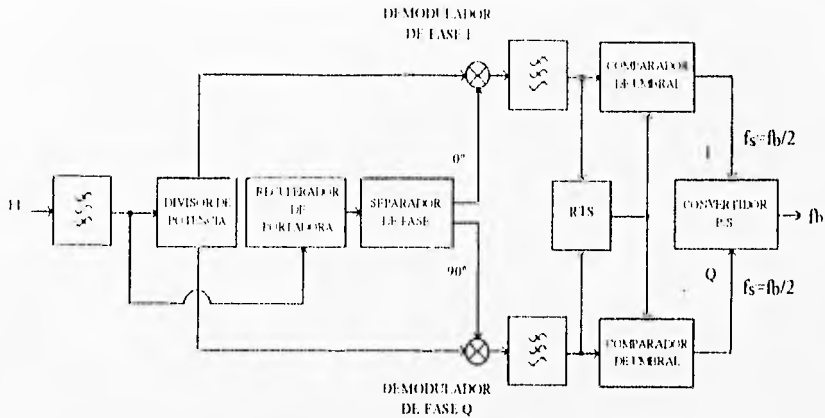 DEMODULADOR
DE FASE I
COMPARADOR
DE UMBRAL
fs=fb/2
I
0°
DIVISOR DE
POTENCIA
RECUPERADOR
DE
PORTADORA
SEPARADOR
DE FASE
RTS
CONVERTIDOR
P/S
fb
90°
Q
fs=fb/2
COMPARADOR
DE UMBRAL
DEMODULADOR
DE FASE Q